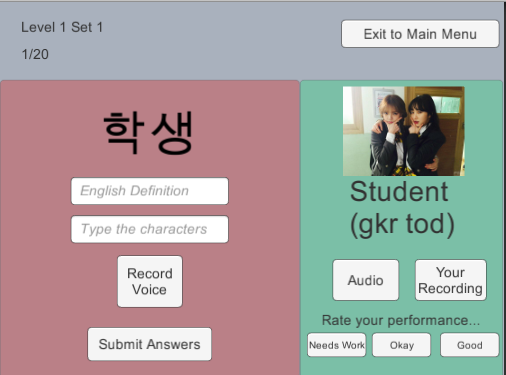 Level 1 Set 1
Exit to Main Menu
1/20
학생
English Definition
Type the characters
Record
Voice
Submit Answers
Student
(gkr tod)
Audio
Your
Recording
Rate your performance...
Needs Work
Okay
Good